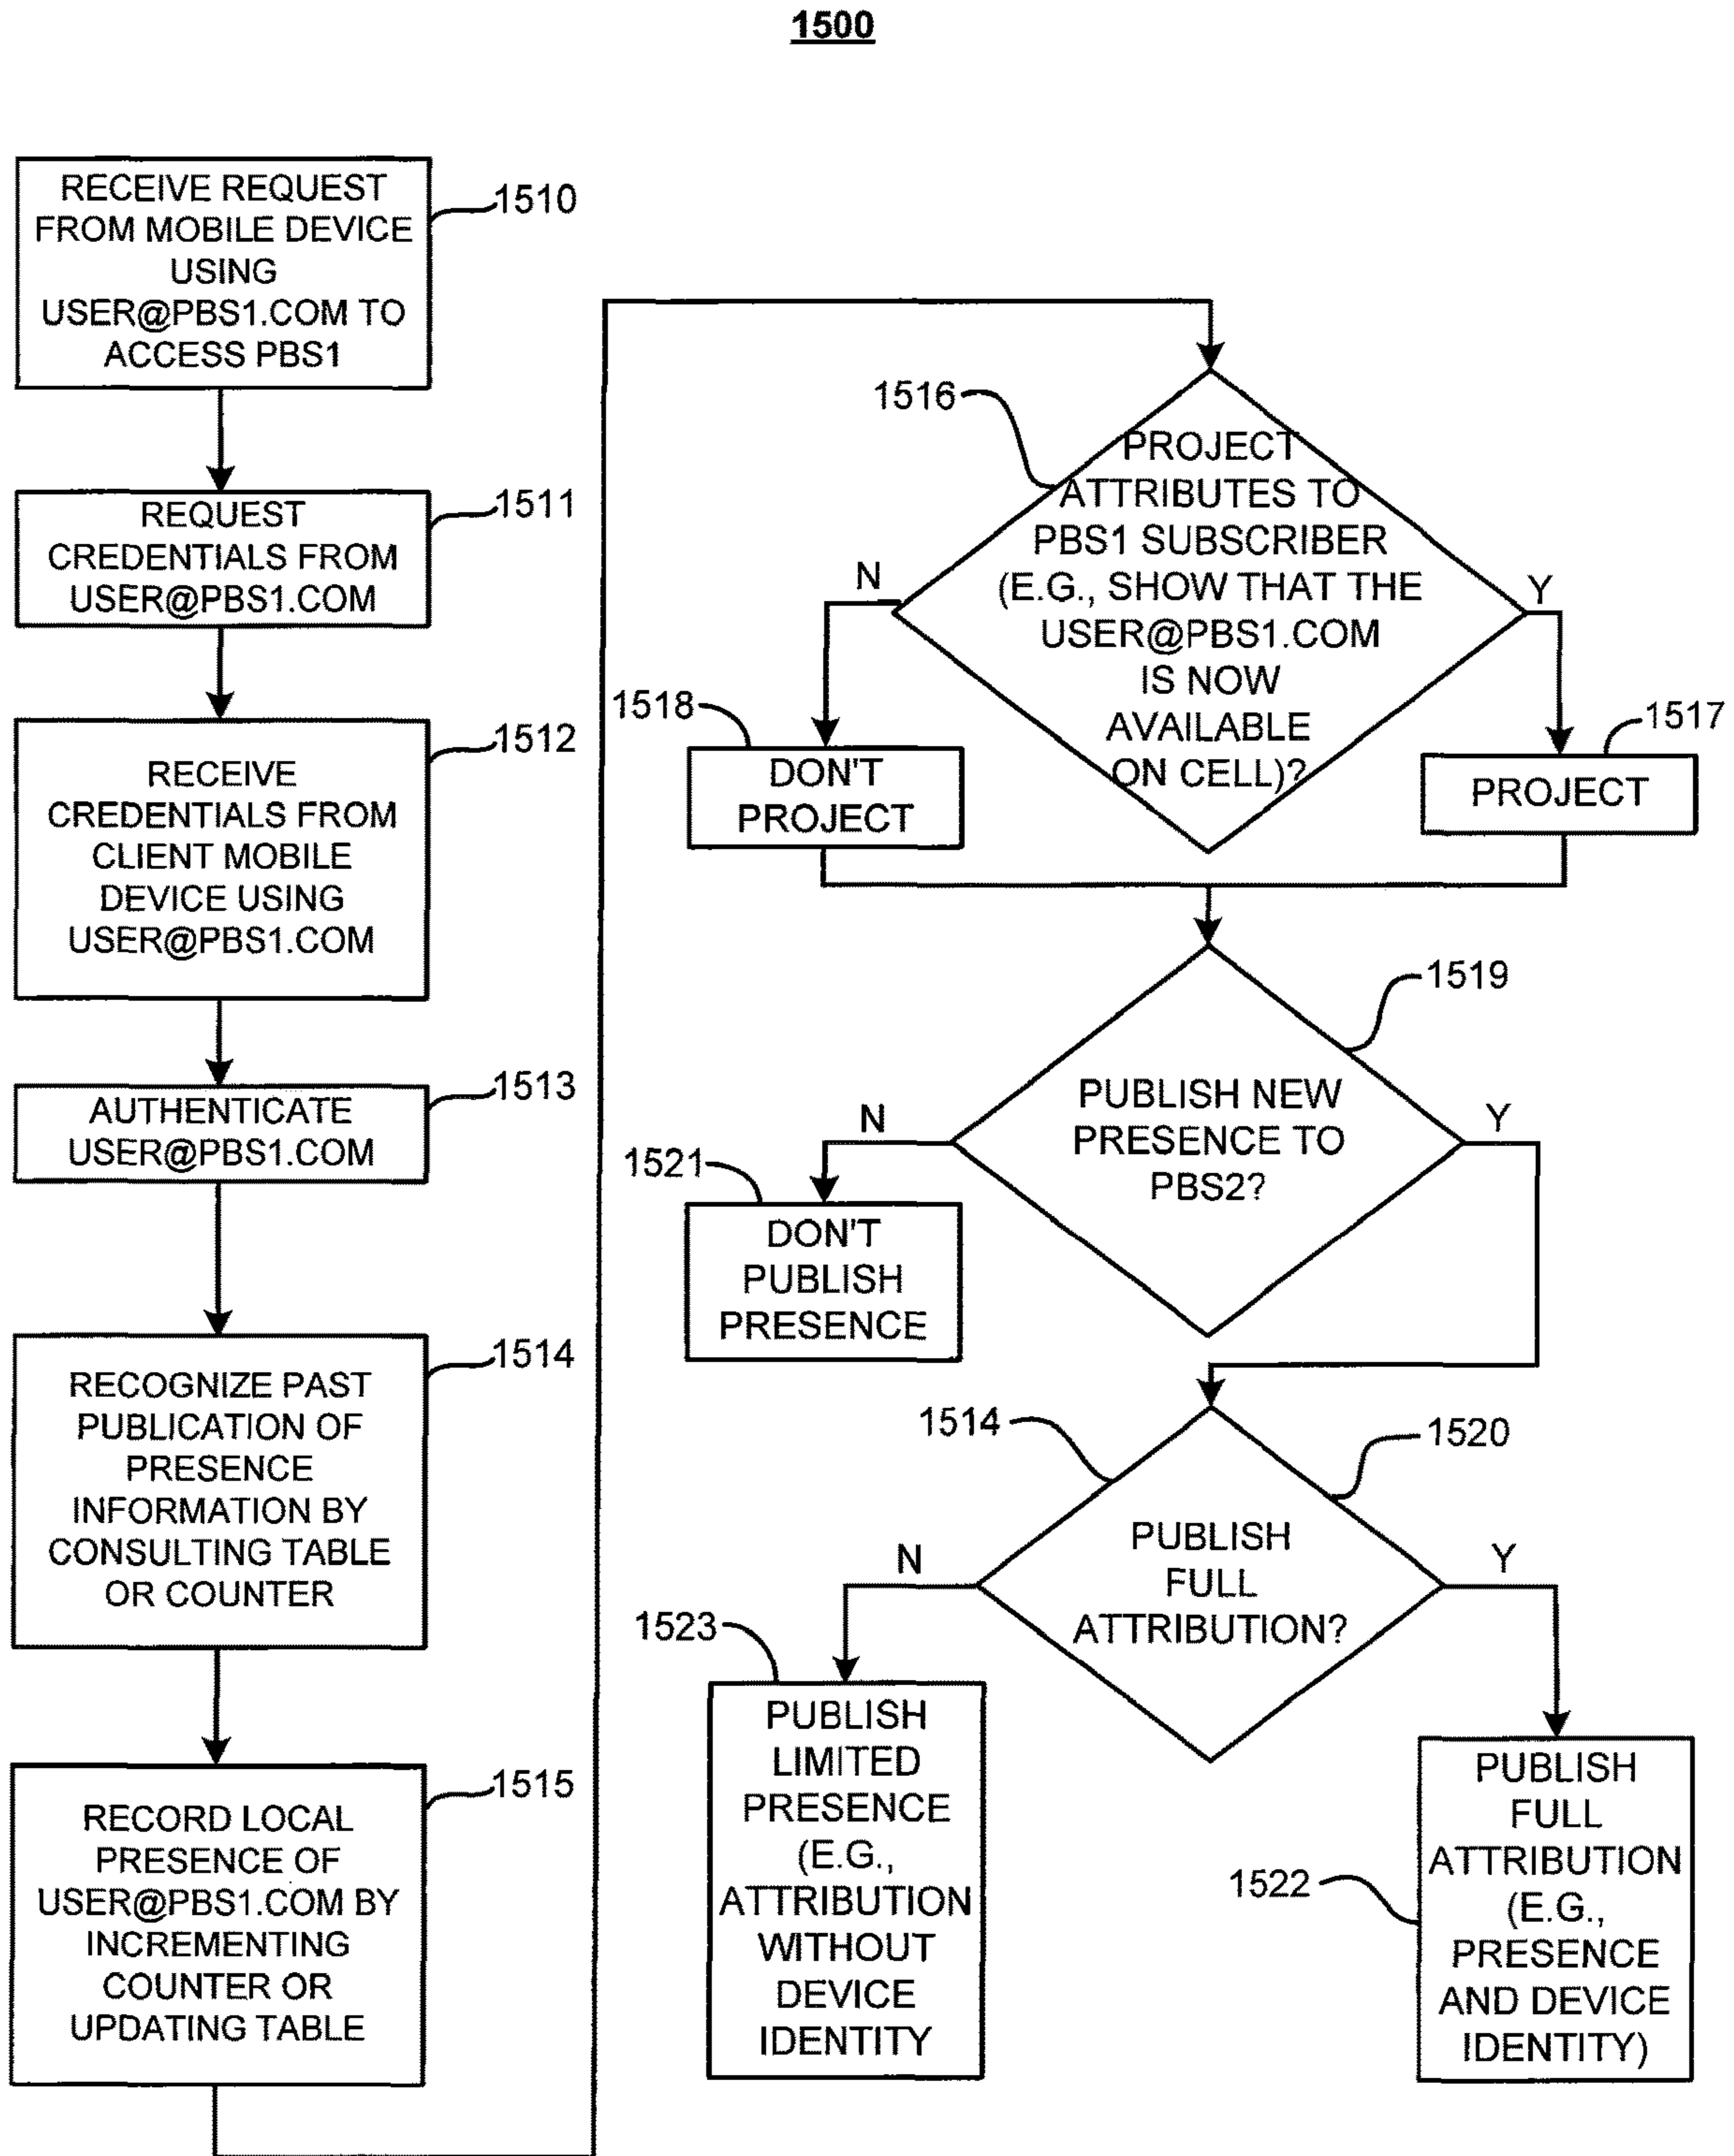 1500
RECEIVE REQUEST
FROM MOBILE DEVICE
USING
USER@PBS1.COM TO
ACCESS PBS1
1510
REQUEST
CREDENTIALS FROM
USER@PBS1.COM
1511
RECEIVE
CREDENTIALS FROM
CLIENT MOBILE
DEVICE USING
USER@PBS1.COM
1512
AUTHENTICATE
USER@PBS1.COM
1513
RECOGNIZE PAST
PUBLICATION OF
PRESENCE
INFORMATION BY
CONSULTING TABLE
OR COUNTER
1514
RECORD LOCAL
PRESENCE OF
USER@PBS1.COM BY
INCREMENTING
COUNTER OR
UPDATING TABLE
1515
1516
PROJECT
ATTRIBUTES TO
PBS1 SUBSCRIBER
(E.G., SHOW THAT THE
USER@PBS1.COM
IS NOW
AVAILABLE
ON CELL)?
N
Y
1518
DON'T
PROJECT
1517
PROJECT
1519
PUBLISH NEW
PRESENCE TO
PBS2?
N
Y
1521
DON'T
PUBLISH
PRESENCE
1514
1520
PUBLISH
FULL
ATTRIBUTION?
N
Y
1523
PUBLISH
LIMITED
PRESENCE
(E.G.,
ATTRIBUTION
WITHOUT
DEVICE
IDENTITY
1522
PUBLISH
FULL
ATTRIBUTION
(E.G.,
PRESENCE
AND DEVICE
IDENTITY)